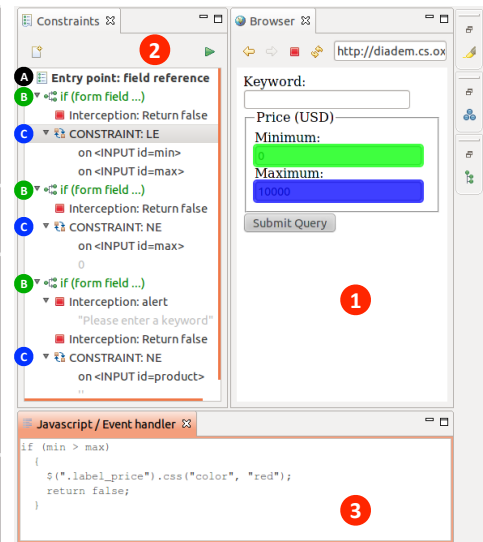 Constraints
2
A Entry point: field reference
B if (form field ...)
Interception: Return false
C CONSTRAINT: LE
on <INPUT id=min>
on <INPUT id=max>
B if (form field ...)
Interception: Return false
C CONSTRAINT: NE
on <INPUT id=max>
0
B if (form field ...)
Interception: alert
"Please enter a keyword"
Interception: Return false
C CONSTRAINT: NE
on <INPUT id=product>
''
Browser
http://diadem.cs.ox
Keyword:
Price (USD)
Minimum:
0
Maximum:
10000
Submit Query
1
Javascript / Event handler
if (min > max)
{
$(".label_price").css("color", "red");
return false;
}
3